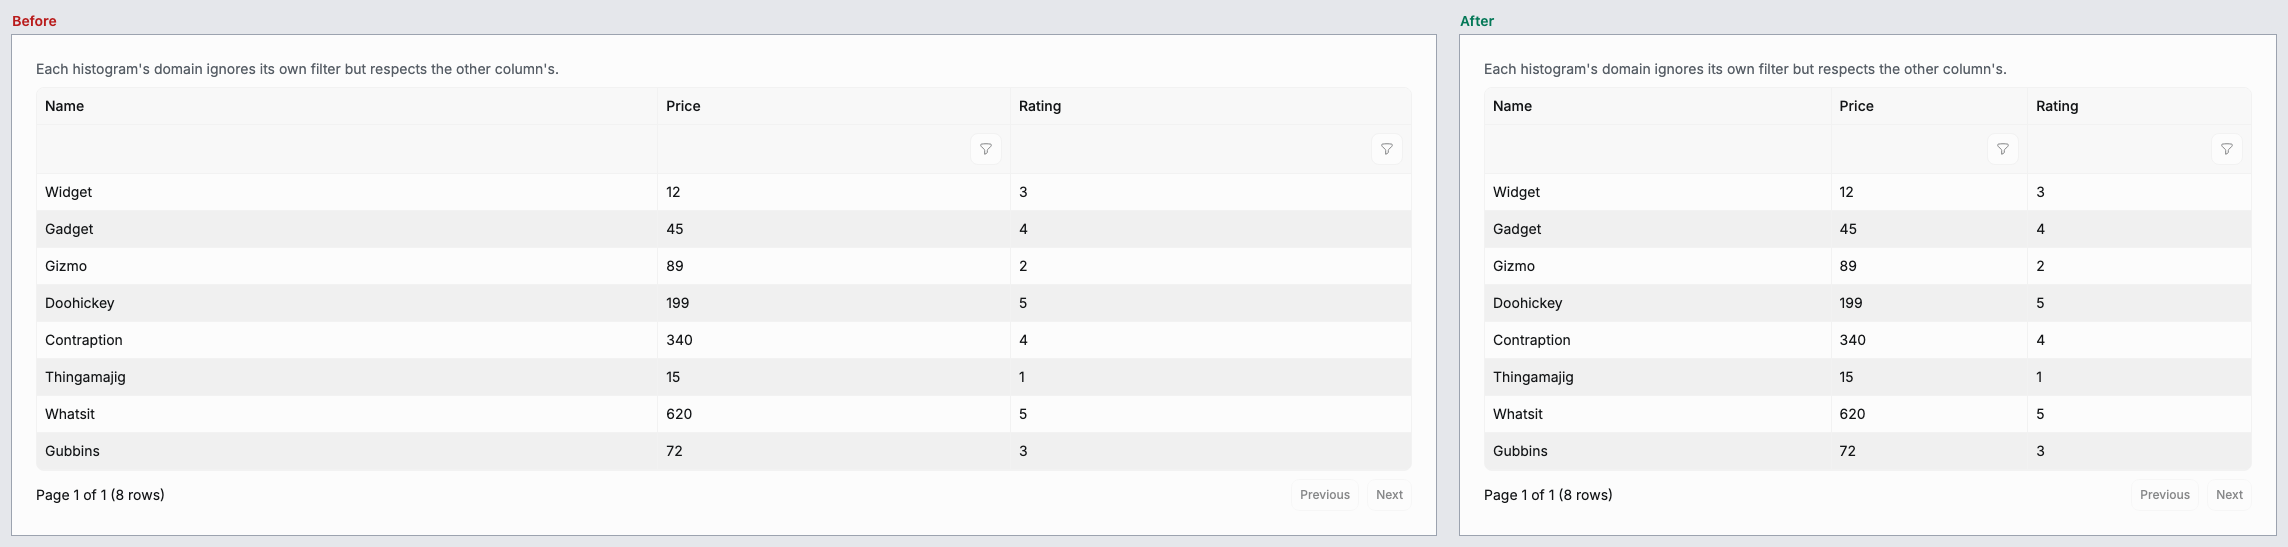 Before
Each histogram's domain ignores its own filter but respects the other column's.
Name Price Rating
Widget 12 3
Gadget 45 4
Gizmo 89 2
Doohickey 199 5
Contraption 340 4
Thingamajig 15 1
Whatsit 620 5
Gubbins 72 3
Page 1 of 1 (8 rows) Previous Next
After
Each histogram's domain ignores its own filter but respects the other column's.
Name Price Rating
Widget 12 3
Gadget 45 4
Gizmo 89 2
Doohickey 199 5
Contraption 340 4
Thingamajig 15 1
Whatsit 620 5
Gubbins 72 3
Page 1 of 1 (8 rows) Previous Next